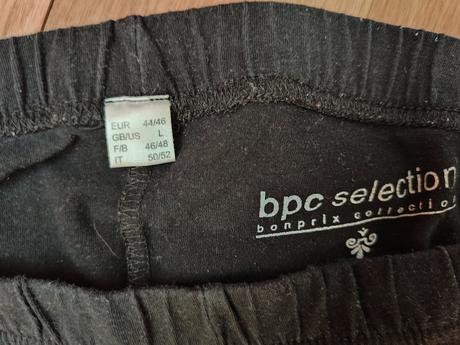 EUR 44/46
GB/US L
F/B 46/48
IT 50/52
bpc selection
bonprix collection